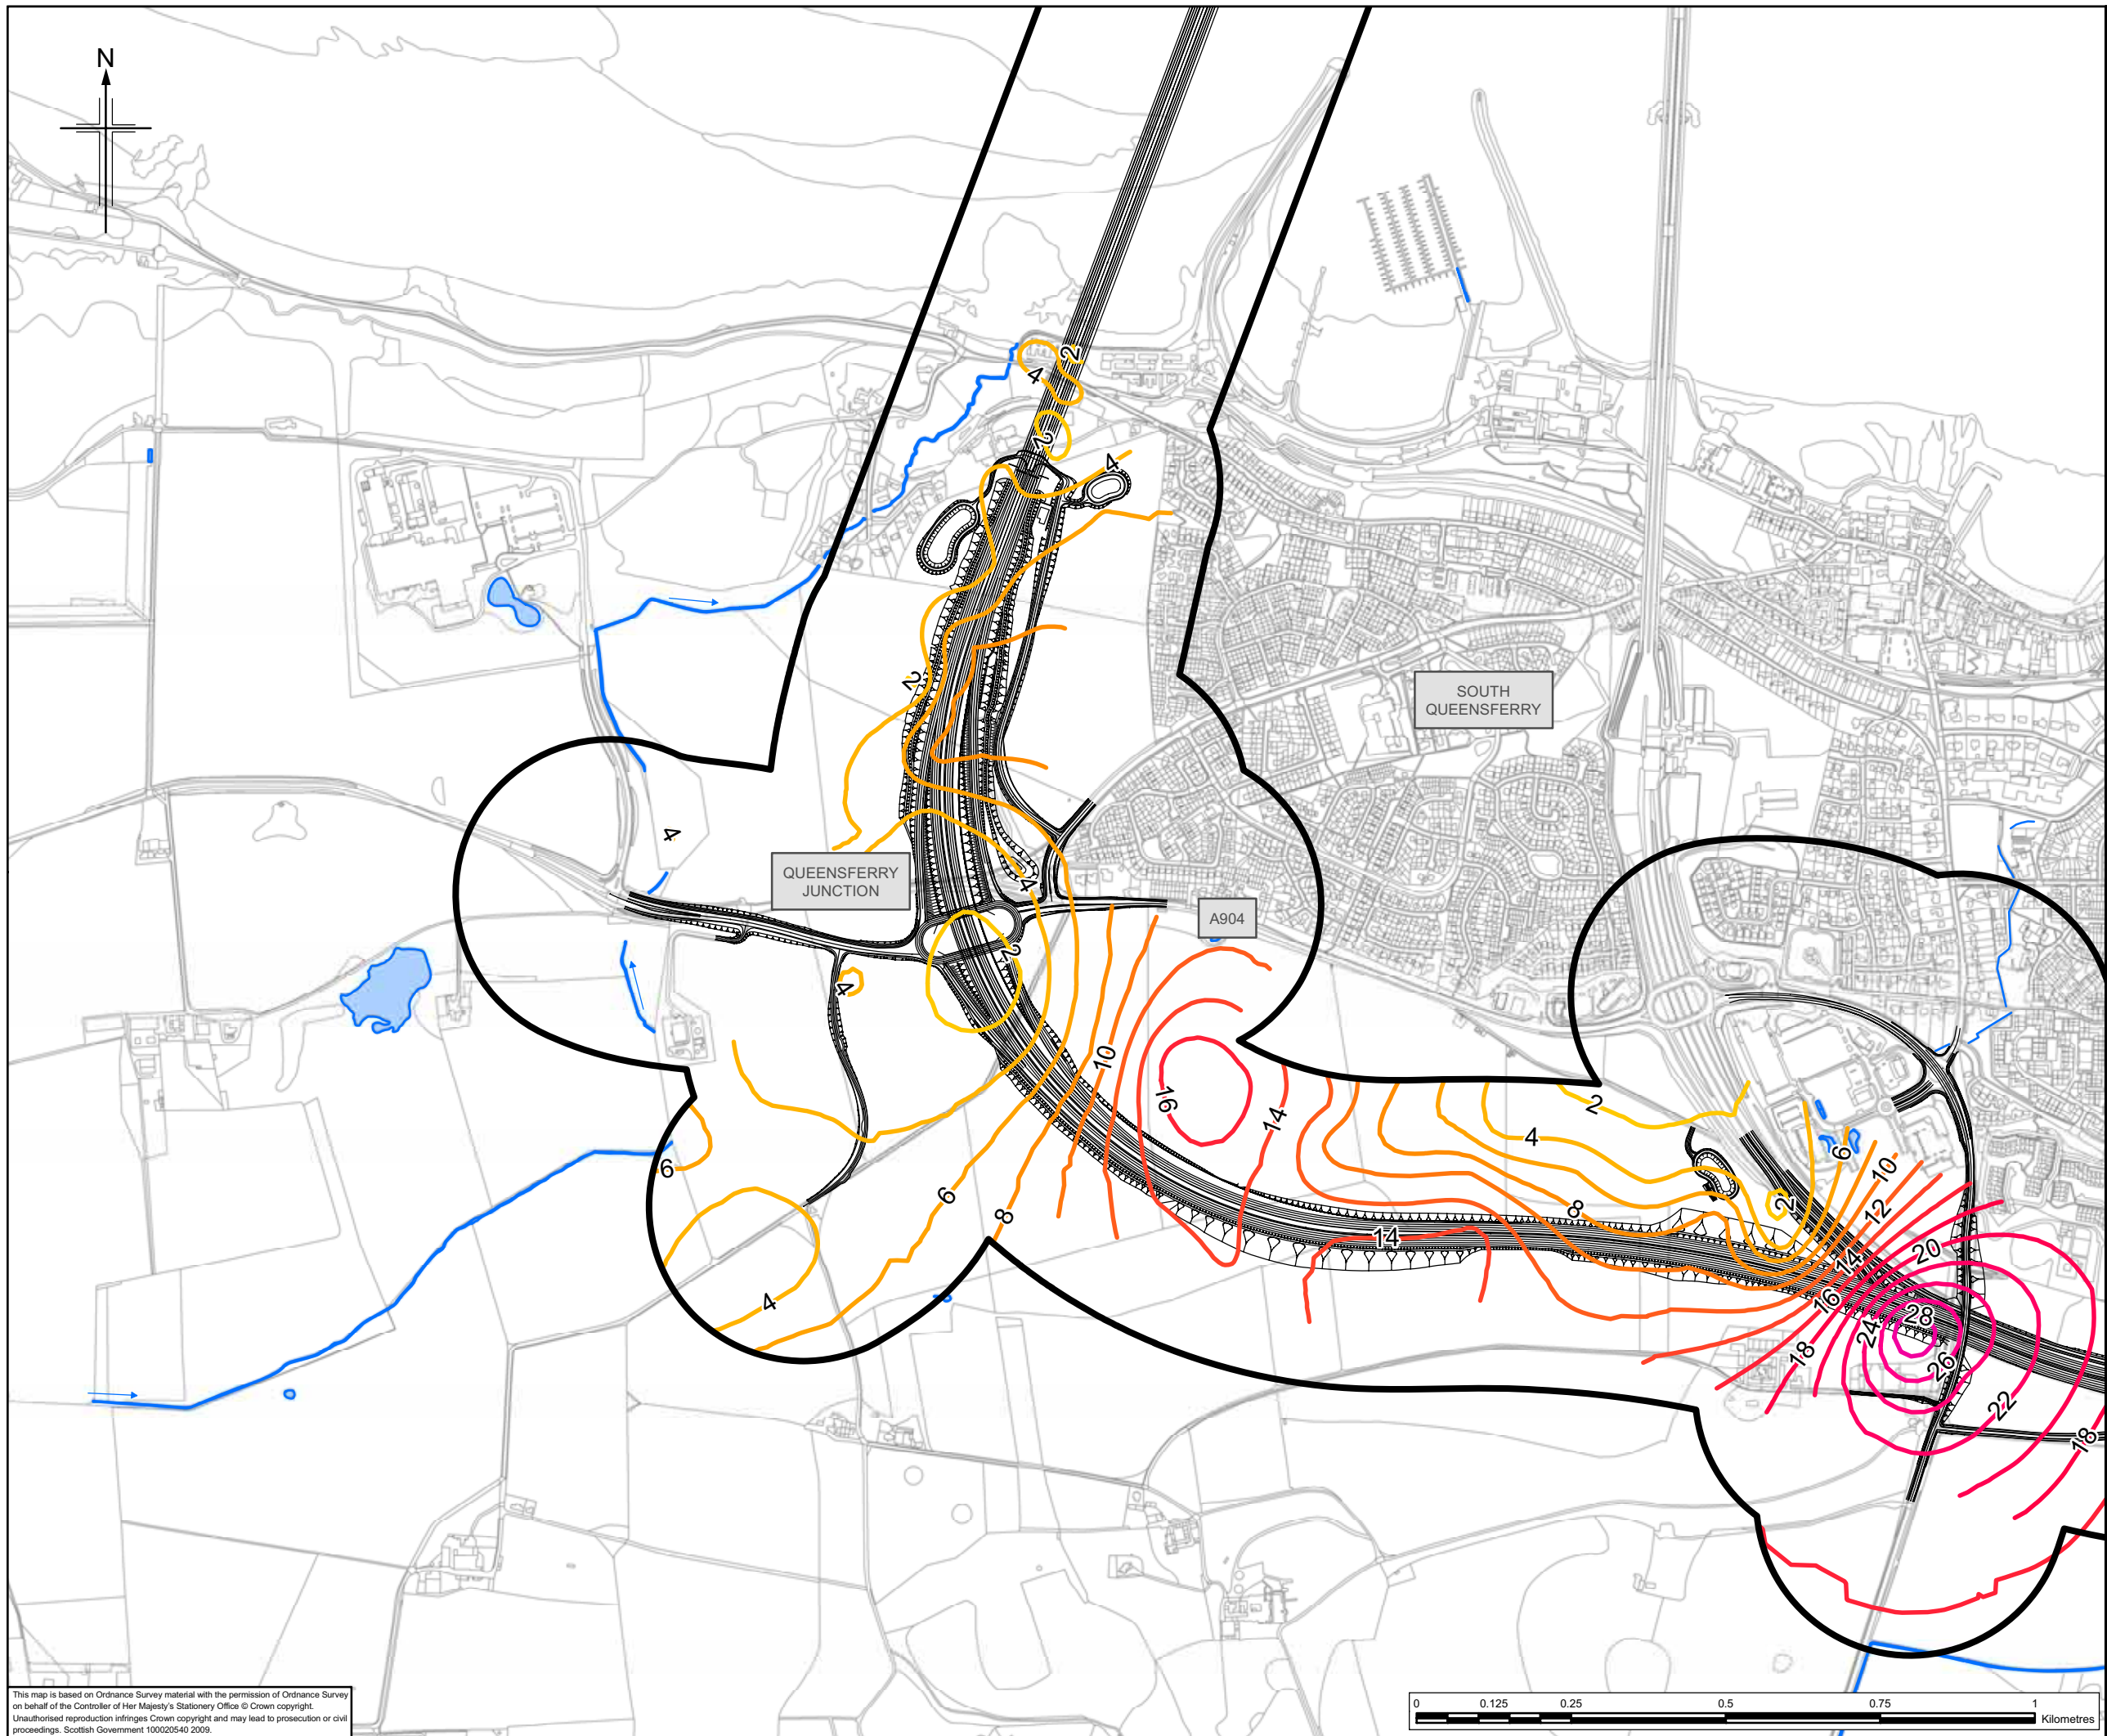 N
2
4
2
4
2
SOUTH
QUEENSFERRY
4
QUEENSFERRY
JUNCTION
4
A904
2
4
10
16
14
2
4
6
6
10
6
2
8
8
12
14
14
20
4
16
28
24
18
26
22
18
This map is based on Ordnance Survey material with the permission of Ordnance Survey
on behalf of the Controller of Her Majesty's Stationery Office © Crown copyright.
Unauthorised reproduction infringes Crown copyright and may lead to prosecution or civil
proceedings. Scottish Government 100020540 2009.
0 0.125 0.25 0.5 0.75 1
Kilometres